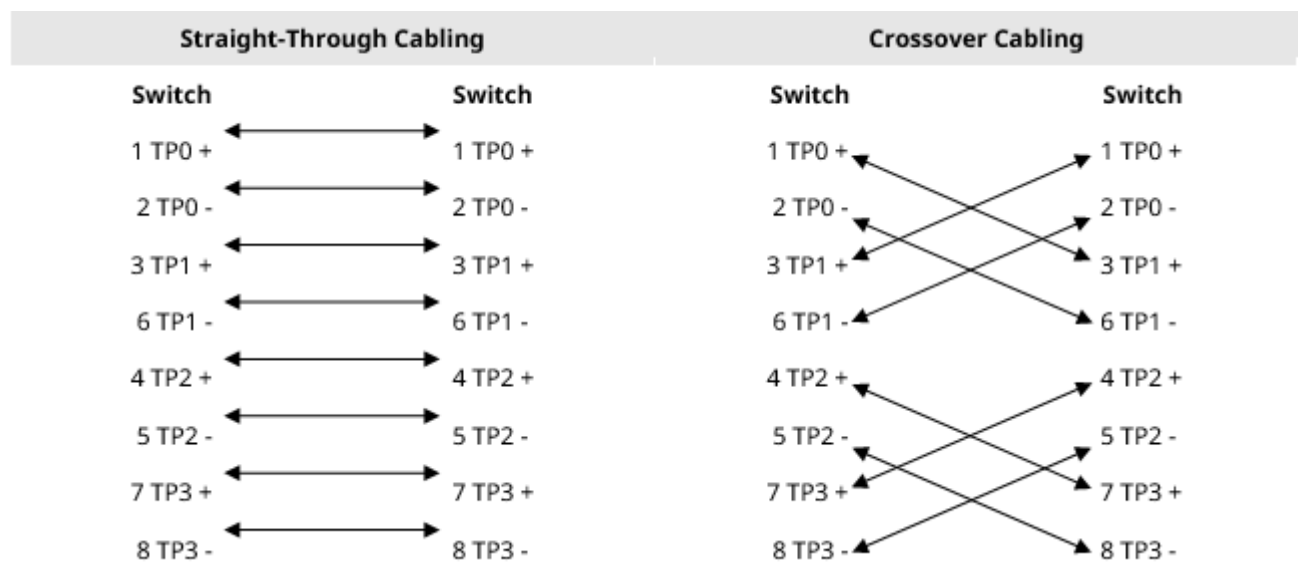 Straight-Through Cabling Crossover Cabling
Switch Switch Switch Switch
1 TP0 + 1 TP0 + 1 TP0 + 1 TP0 +
2 TP0 - 2 TP0 - 2 TP0 - 2 TP0 -
3 TP1 + 3 TP1 + 3 TP1 + 3 TP1 +
6 TP1 - 6 TP1 - 6 TP1 - 6 TP1 -
4 TP2 + 4 TP2 + 4 TP2 + 4 TP2 +
5 TP2 - 5 TP2 - 5 TP2 - 5 TP2 -
7 TP3 + 7 TP3 + 7 TP3 + 7 TP3 +
8 TP3 - 8 TP3 - 8 TP3 - 8 TP3 -